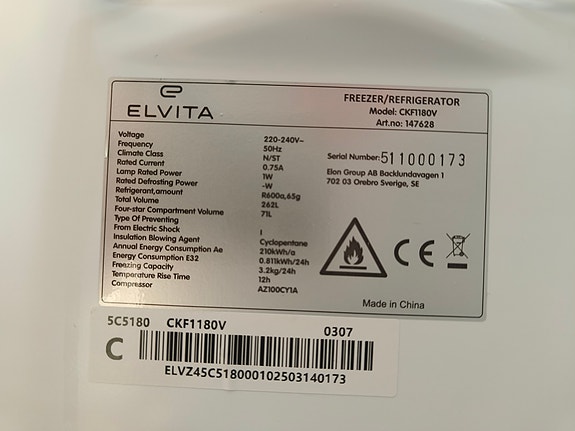 ELVITA
FREEZER/REFRIGERATOR
Model: CKF1180V
Art.no: 147628
Voltage 220-240V~
Frequency 50Hz
Climate Class N/ST
Rated Current 0.75A
Lamp Rated Power 1W
Rated Defrosting Power -W
Refrigerant,amount R600a,65g
Total Volume 262L
Four-star Compartment Volume 71L
Type Of Preventing
From Electric Shock I
Insulation Blowing Agent Cyclopentane
Annual Energy Consumption Ae 210kWh/a
Energy Consumption E32 0.811kWh/24h
Freezing Capacity 3.2kg/24h
Temperature Rise Time 12h
Compressor AZ100CY1A
Serial Number:511000173
Elon Group AB Backlundavagen 1
702 03 Orebro Sverige, SE
CE
Made in China
5C5180 CKF1180V 0307
C
ELVZ45C518000102503140173